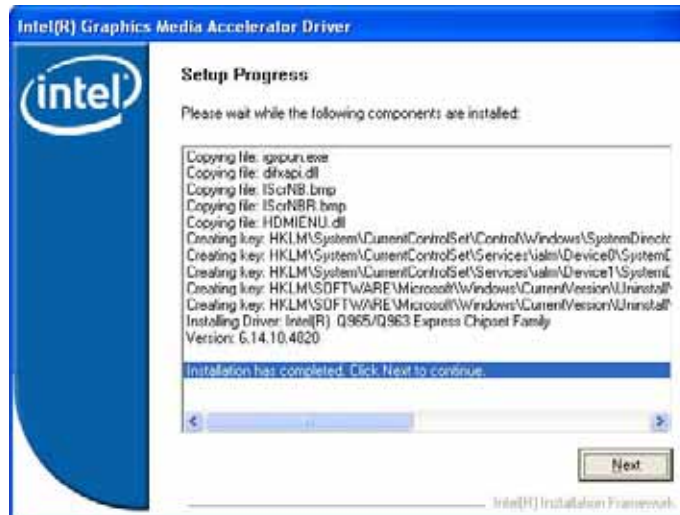 Intel(R) Graphics Media Accelerator Driver
intel
Setup Progress
Please wait while the following components are installed:
Copying file: igxpun.exe
Copying file: difxapi.dll
Copying file: IScrNB.bmp
Copying file: IScrNBR.bmp
Copying file: HDMIENU.dll
Creating key: HKLM\System\CurrentControlSet\Control\Windows\SystemDirecto
Creating key: HKLM\System\CurrentControlSet\Services\ialm\Device0\SystemD
Creating key: HKLM\System\CurrentControlSet\Services\ialm\Device1\SystemD
Creating key: HKLM\SOFTWARE\Microsoft\Windows\CurrentVersion\Uninstall\
Creating key: HKLM\SOFTWARE\Microsoft\Windows\CurrentVersion\Uninstall\
Installing Driver: Intel(R) Q965/Q963 Express Chipset Family
Version: 6.14.10.4820
Installation has completed. Click Next to continue.
Next
Intel(R) Installation Framework